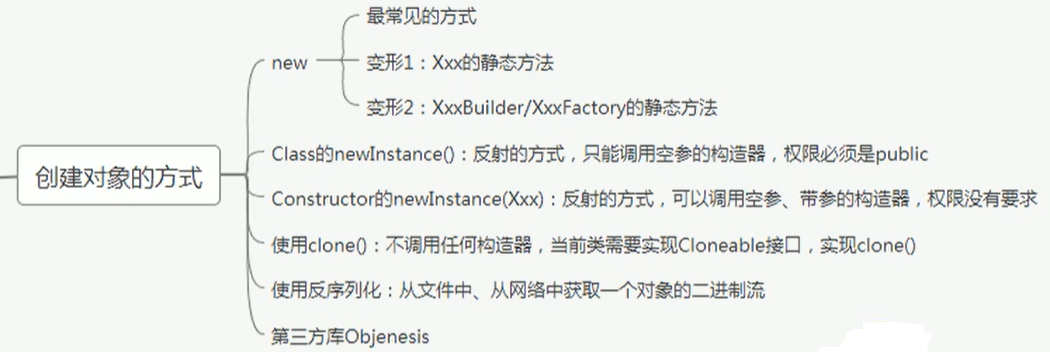 创建对象的方式
new
最常见的方式
变形1：Xxx的静态方法
变形2：XxxBuilder/XxxFactory的静态方法
Class的newInstance()：反射的方式，只能调用空参的构造器，权限必须是public
Constructor的newInstance(Xxx)：反射的方式，可以调用空参、带参的构造器，权限没有要求
使用clone()：不调用任何构造器，当前类需要实现Cloneable接口，实现clone()
使用反序列化：从文件中、从网络中获取一个对象的二进制流
第三方库Objenesis